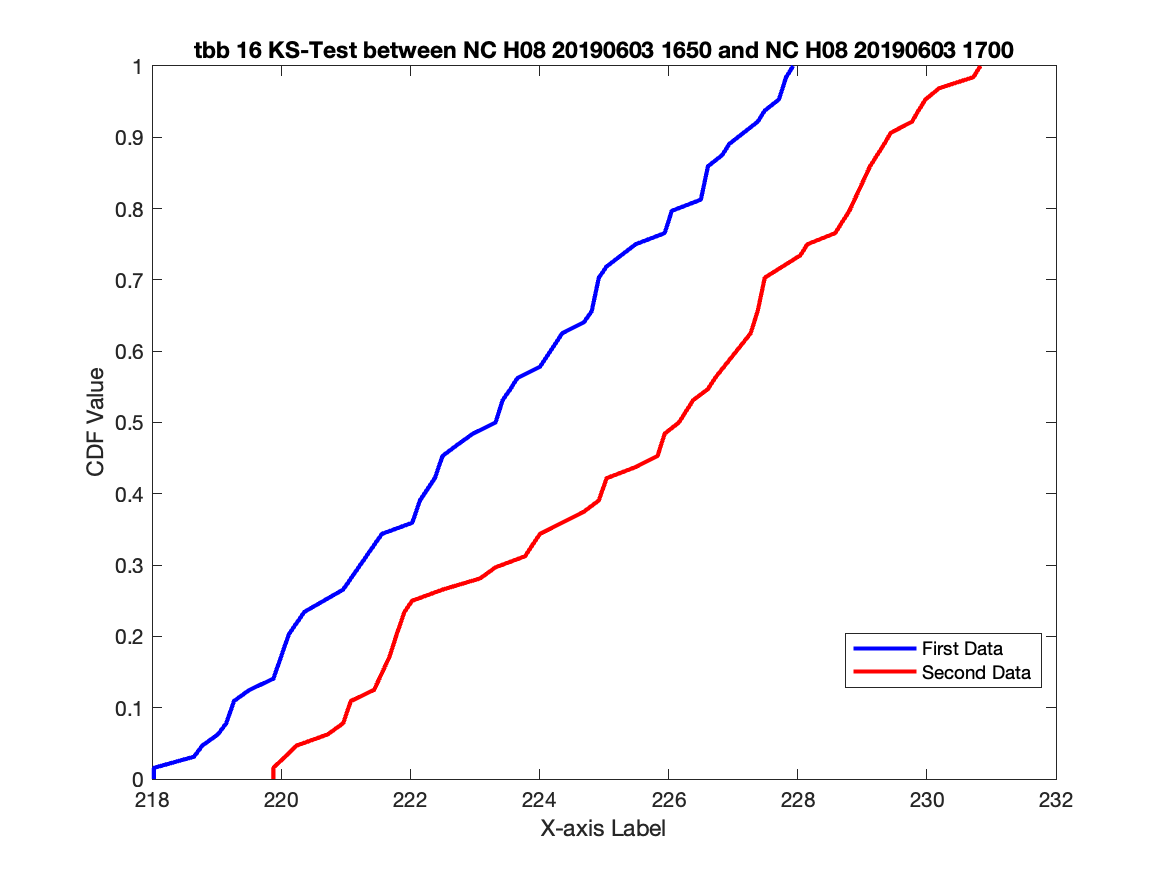 tbb 16 KS-Test between NC H08 20190603 1650 and NC H08 20190603 1700
1
0.9
0.8
0.7
0.6
0.5
0.4
0.3
0.2
0.1
0
CDF Value
First Data
Second Data
218 220 222 224 226 228 230 232
X-axis Label